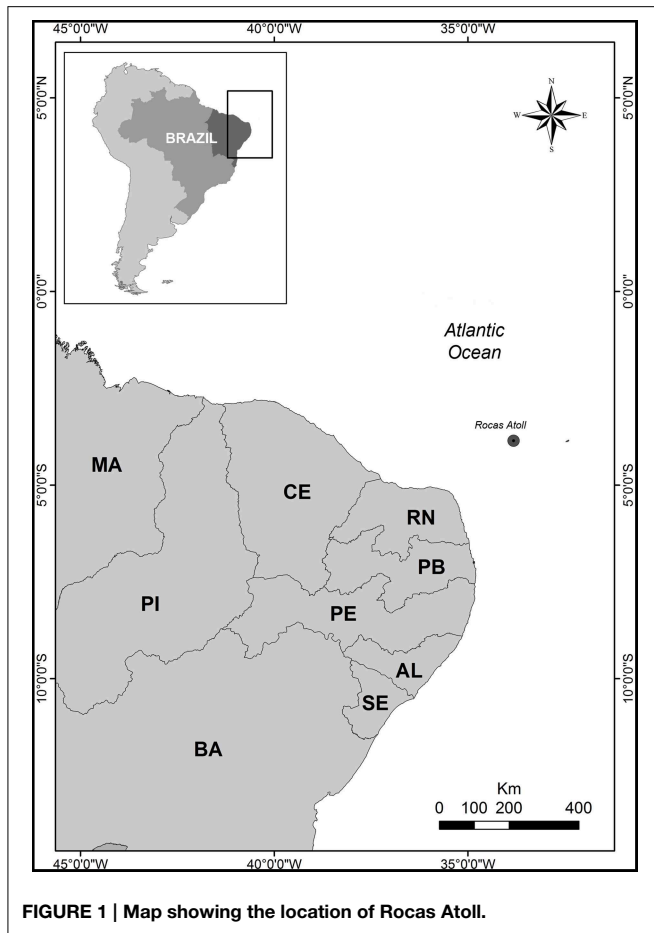 45°0'0"W 40°0'0"W 35°0'0"W
5°0'0"N 5°0'0"N
BRAZIL
N
W E
S
0°0'0" 0°0'0"
Atlantic
Ocean
Rocas Atoll
MA
CE
5°0'0"S 5°0'0"S
RN
PB
PI
PE
AL
10°0'0"S 10°0'0"S
SE
BA
Km
0 100 200 400
45°0'0"W 40°0'0"W 35°0'0"W
FIGURE 1 | Map showing the location of Rocas Atoll.